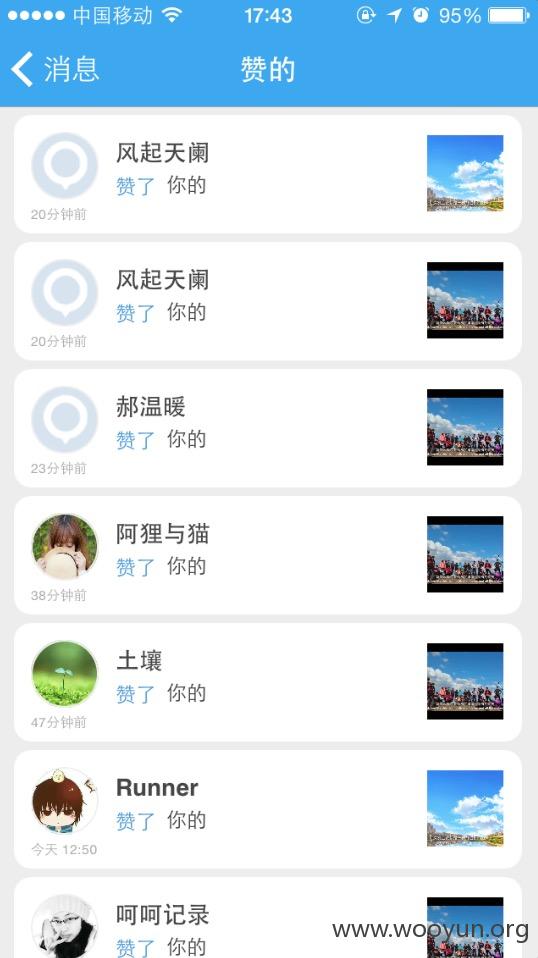 中国移动 17:43 95%
消息 赞的
风起天阑
赞了 你的
20分钟前
风起天阑
赞了 你的
20分钟前
郝温暖
赞了 你的
23分钟前
阿狸与猫
赞了 你的
38分钟前
土壤
赞了 你的
47分钟前
Runner
赞了 你的
今天 12:50
呵呵记录
赞了 你的
www.wooyun.org